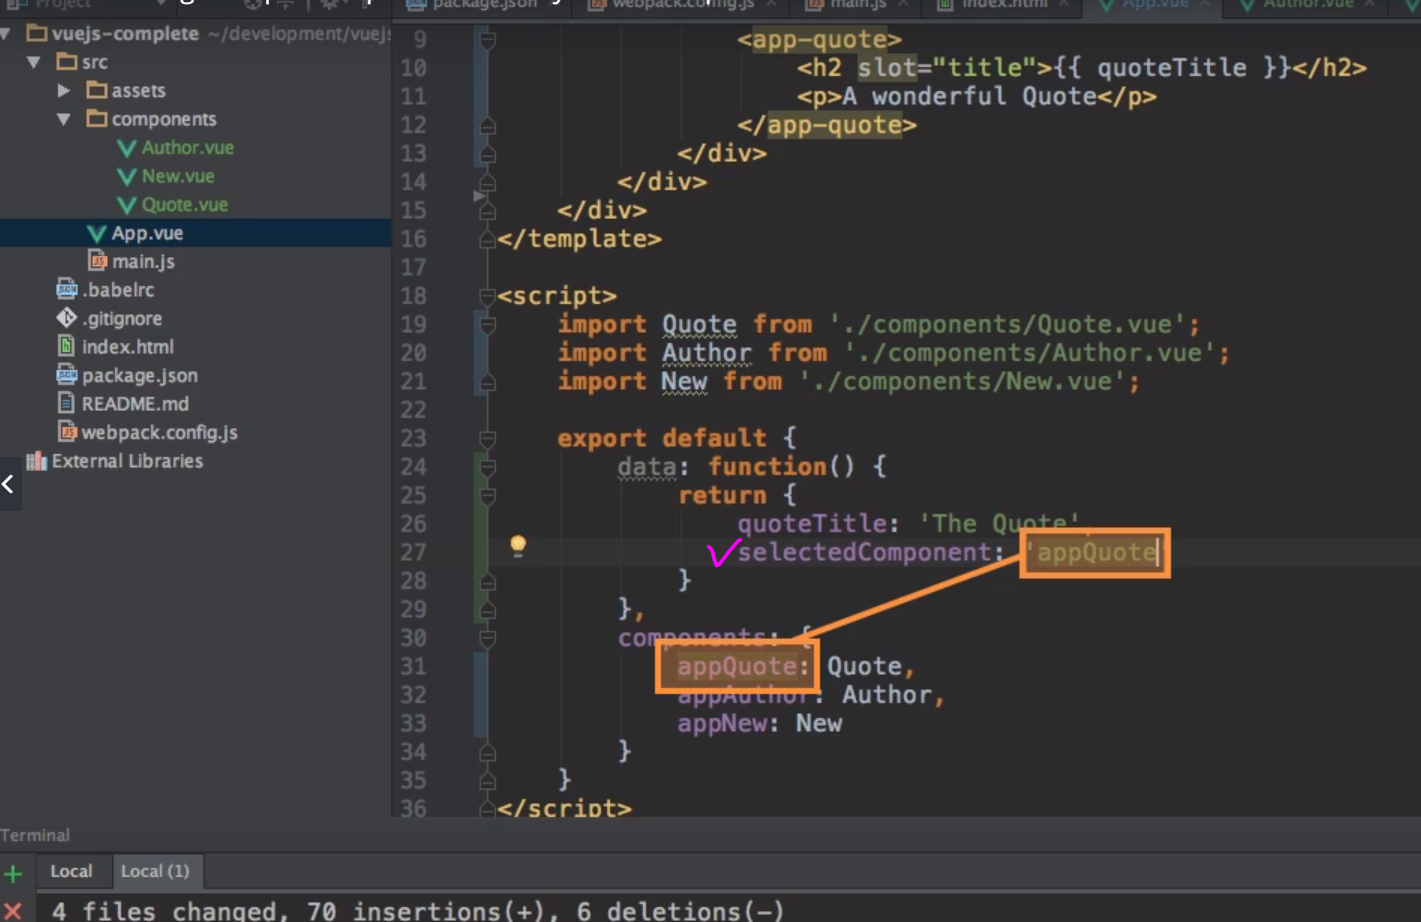 Project
package.json
webpack.config.js
main.js
index.html
App.vue
Author.vue
vuejs-complete ~/development/vuejs
src
assets
components
Author.vue
New.vue
Quote.vue
App.vue
main.js
.babelrc
.gitignore
index.html
package.json
README.md
webpack.config.js
External Libraries
9 <app-quote>
10 <h2 slot="title">{{ quoteTitle }}</h2>
11 <p>A wonderful Quote</p>
12 </app-quote>
13 </div>
14 </div>
15 </div>
16 </template>
17
18 <script>
19 import Quote from './components/Quote.vue';
20 import Author from './components/Author.vue';
21 import New from './components/New.vue';
22
23 export default {
24 data: function() {
25 return {
26 quoteTitle: 'The Quote',
27 selectedComponent: 'appQuote'
28 }
29 },
30 components: {
31 appQuote: Quote,
32 appAuthor: Author,
33 appNew: New
34 }
35 }
36 </script>
Terminal
Local
Local (1)
4 files changed, 70 insertions(+), 6 deletions(-)